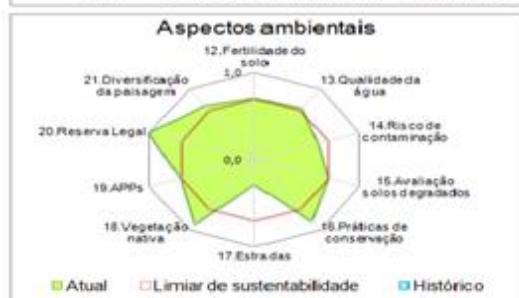 Aspectos ambientais
12.Fertilidade do
solo
1,0
13.Qualidade da
água
14.Risco de
contaminação
15.Avaliação
solos degradados
16.Práticas de
conservação
17.Estradas
18.Vegetação
nativa
19.APPs
20.Reserva Legal
21.Diversificação
da paisagem
0,0
Atual
Limiar de sustentabilidade
Histórico